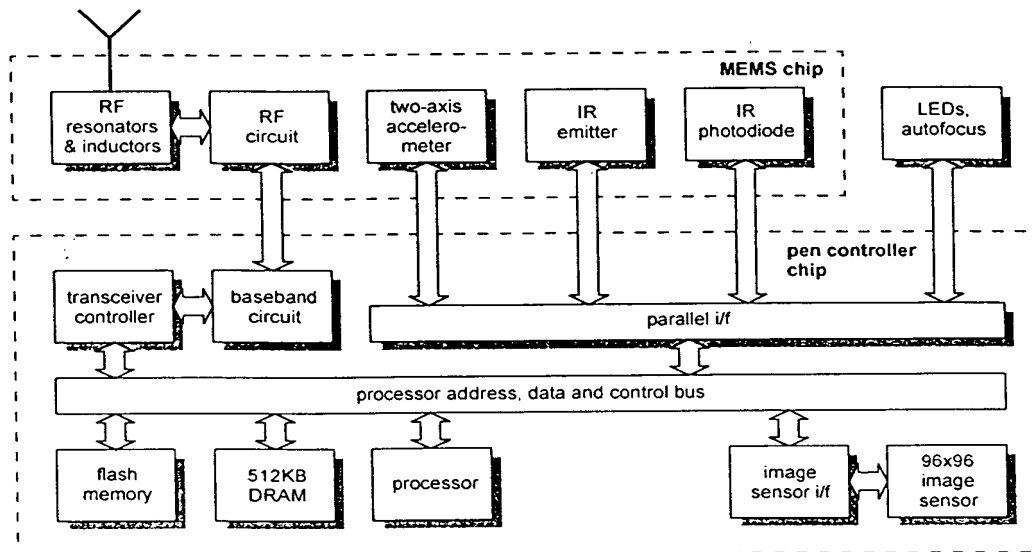 MEMS chip
RF
resonators
& inductors
RF
circuit
two-axis
accelero-
meter
IR
emitter
IR
photodiode
LEDs,
autofocus
pen controller
chip
transceiver
controller
baseband
circuit
parallel i/f
processor address, data and control bus
flash
memory
512KB
DRAM
processor
image
sensor i/f
96x96
image
sensor